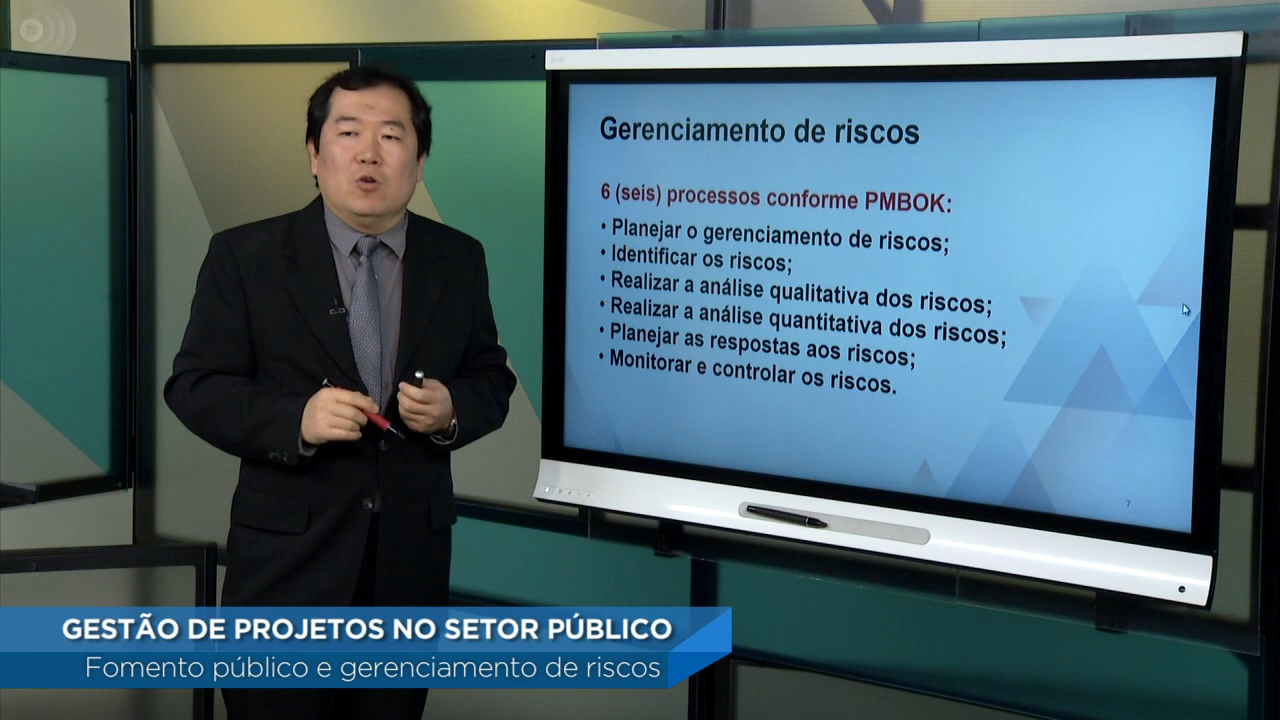 Gerenciamento de riscos
6 (seis) processos conforme PMBOK:
• Planejar o gerenciamento de riscos;
• Identificar os riscos;
• Realizar a análise qualitativa dos riscos;
• Realizar a análise quantitativa dos riscos;
• Planejar as respostas aos riscos;
• Monitorar e controlar os riscos.
7
GESTÃO DE PROJETOS NO SETOR PÚBLICO
Fomento público e gerenciamento de riscos